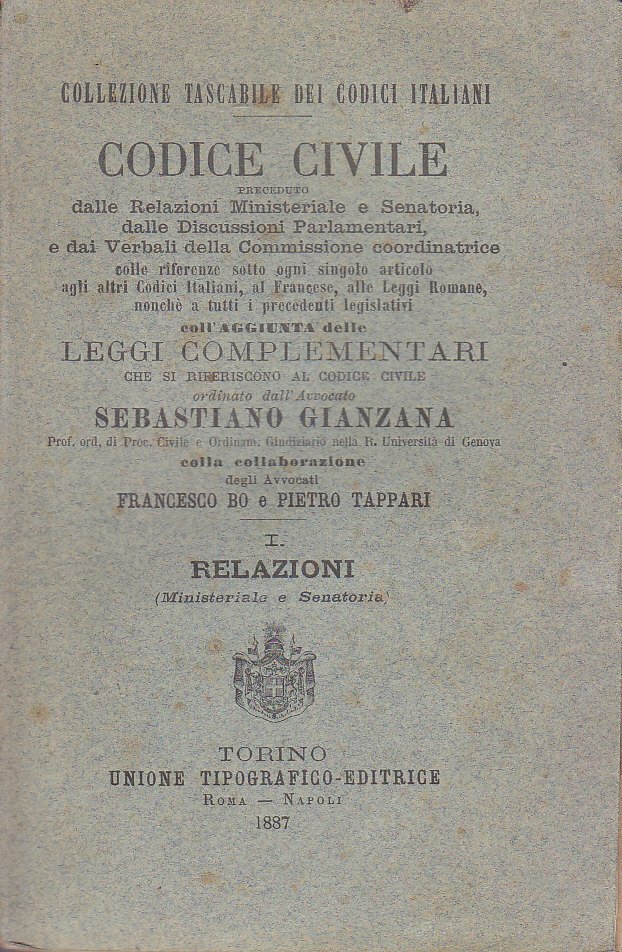 COLLEZIONE TASCABILE DEI CODICI ITALIANI
CODICE CIVILE
PRECEDUTO
dalle Relazioni Ministeriale e Senatoria,
dalle Discussioni Parlamentari,
e dai Verbali della Commissione coordinatrice
colle riferenze sotto ogni singolo articolo
agli altri Codici Italiani, al Francese, alle Leggi Romane,
nonchè a tutti i precedenti legislativi
coll'AGGIUNTA delle
LEGGI COMPLEMENTARI
CHE SI RIFERISCONO AL CODICE CIVILE
ordinato dall'Avvocato
SEBASTIANO GIANZANA
Prof. ord. di Proc. Civile e Ordinam. Giudiziario nella R. Università di Genova
colla collaborazione
degli Avvocati
FRANCESCO BO e PIETRO TAPPARI
I.
RELAZIONI
(Ministeriale e Senatoria)
TORINO
UNIONE TIPOGRAFICO-EDITRICE
ROMA — NAPOLI
1887